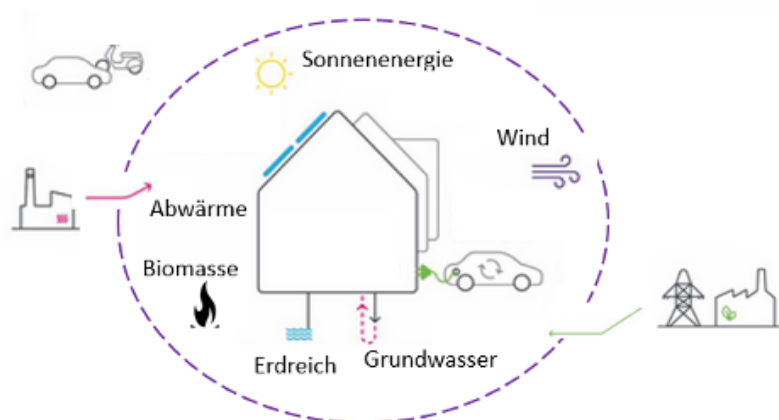 Sonnenenergie
Wind
Abwärme
Biomasse
Erdreich
Grundwasser